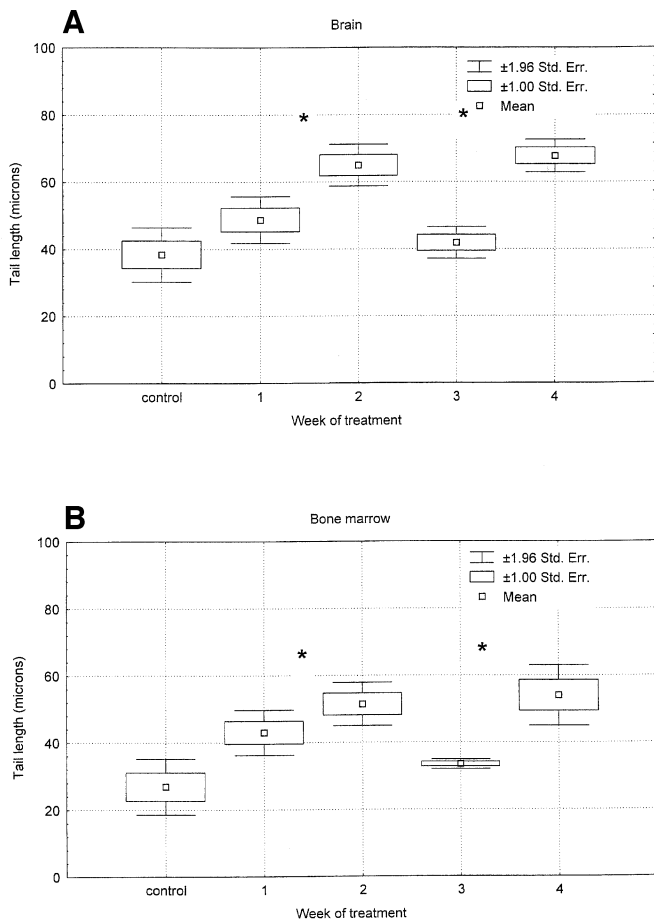 A
Brain
100
±1.96 Std. Err.
±1.00 Std. Err.
Mean
*
*
80
60
40
20
0
Tail length (microns)
control 1 2 3 4
Week of treatment
B
Bone marrow
100
±1.96 Std. Err.
±1.00 Std. Err.
Mean
*
*
80
60
40
20
0
Tail length (microns)
control 1 2 3 4
Week of treatment